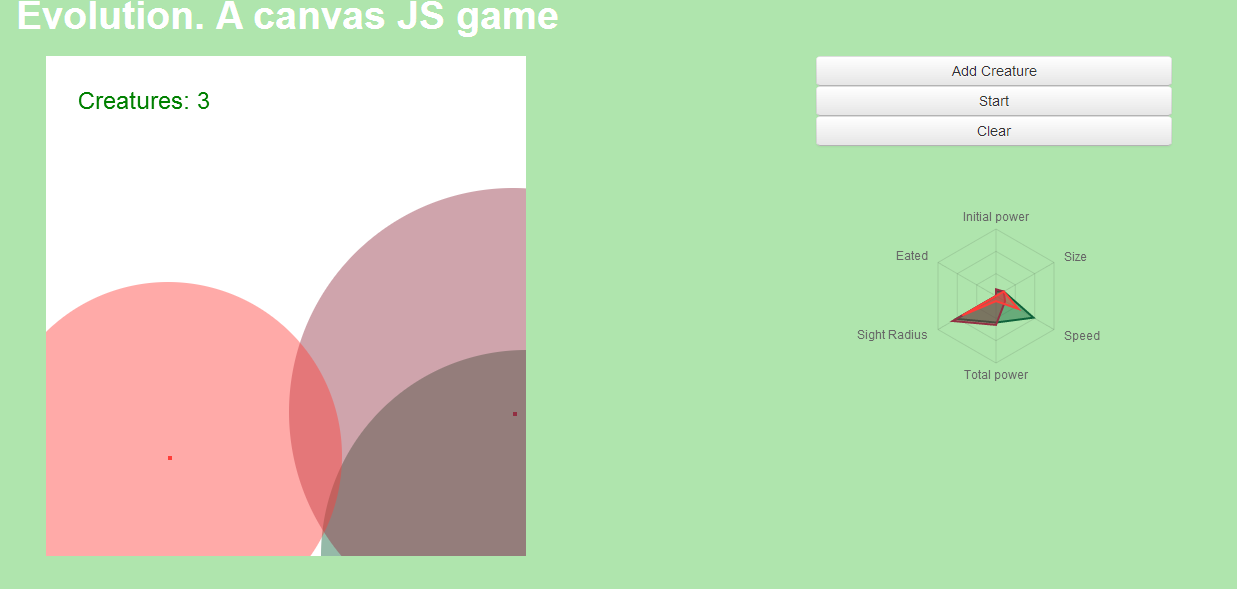 Evolution. A canvas JS game
Creatures: 3
Add Creature
Start
Clear
Initial power
Eated
Size
Sight Radius
Speed
Total power